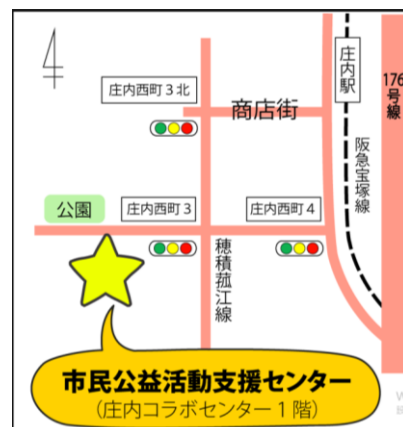 庄内駅
176号線
庄内西町3北
商店街
阪急宝塚線
公園
庄内西町3
庄内西町4
穂積菰江線
市民公益活動支援センター
(庄内コラボセンター1階)